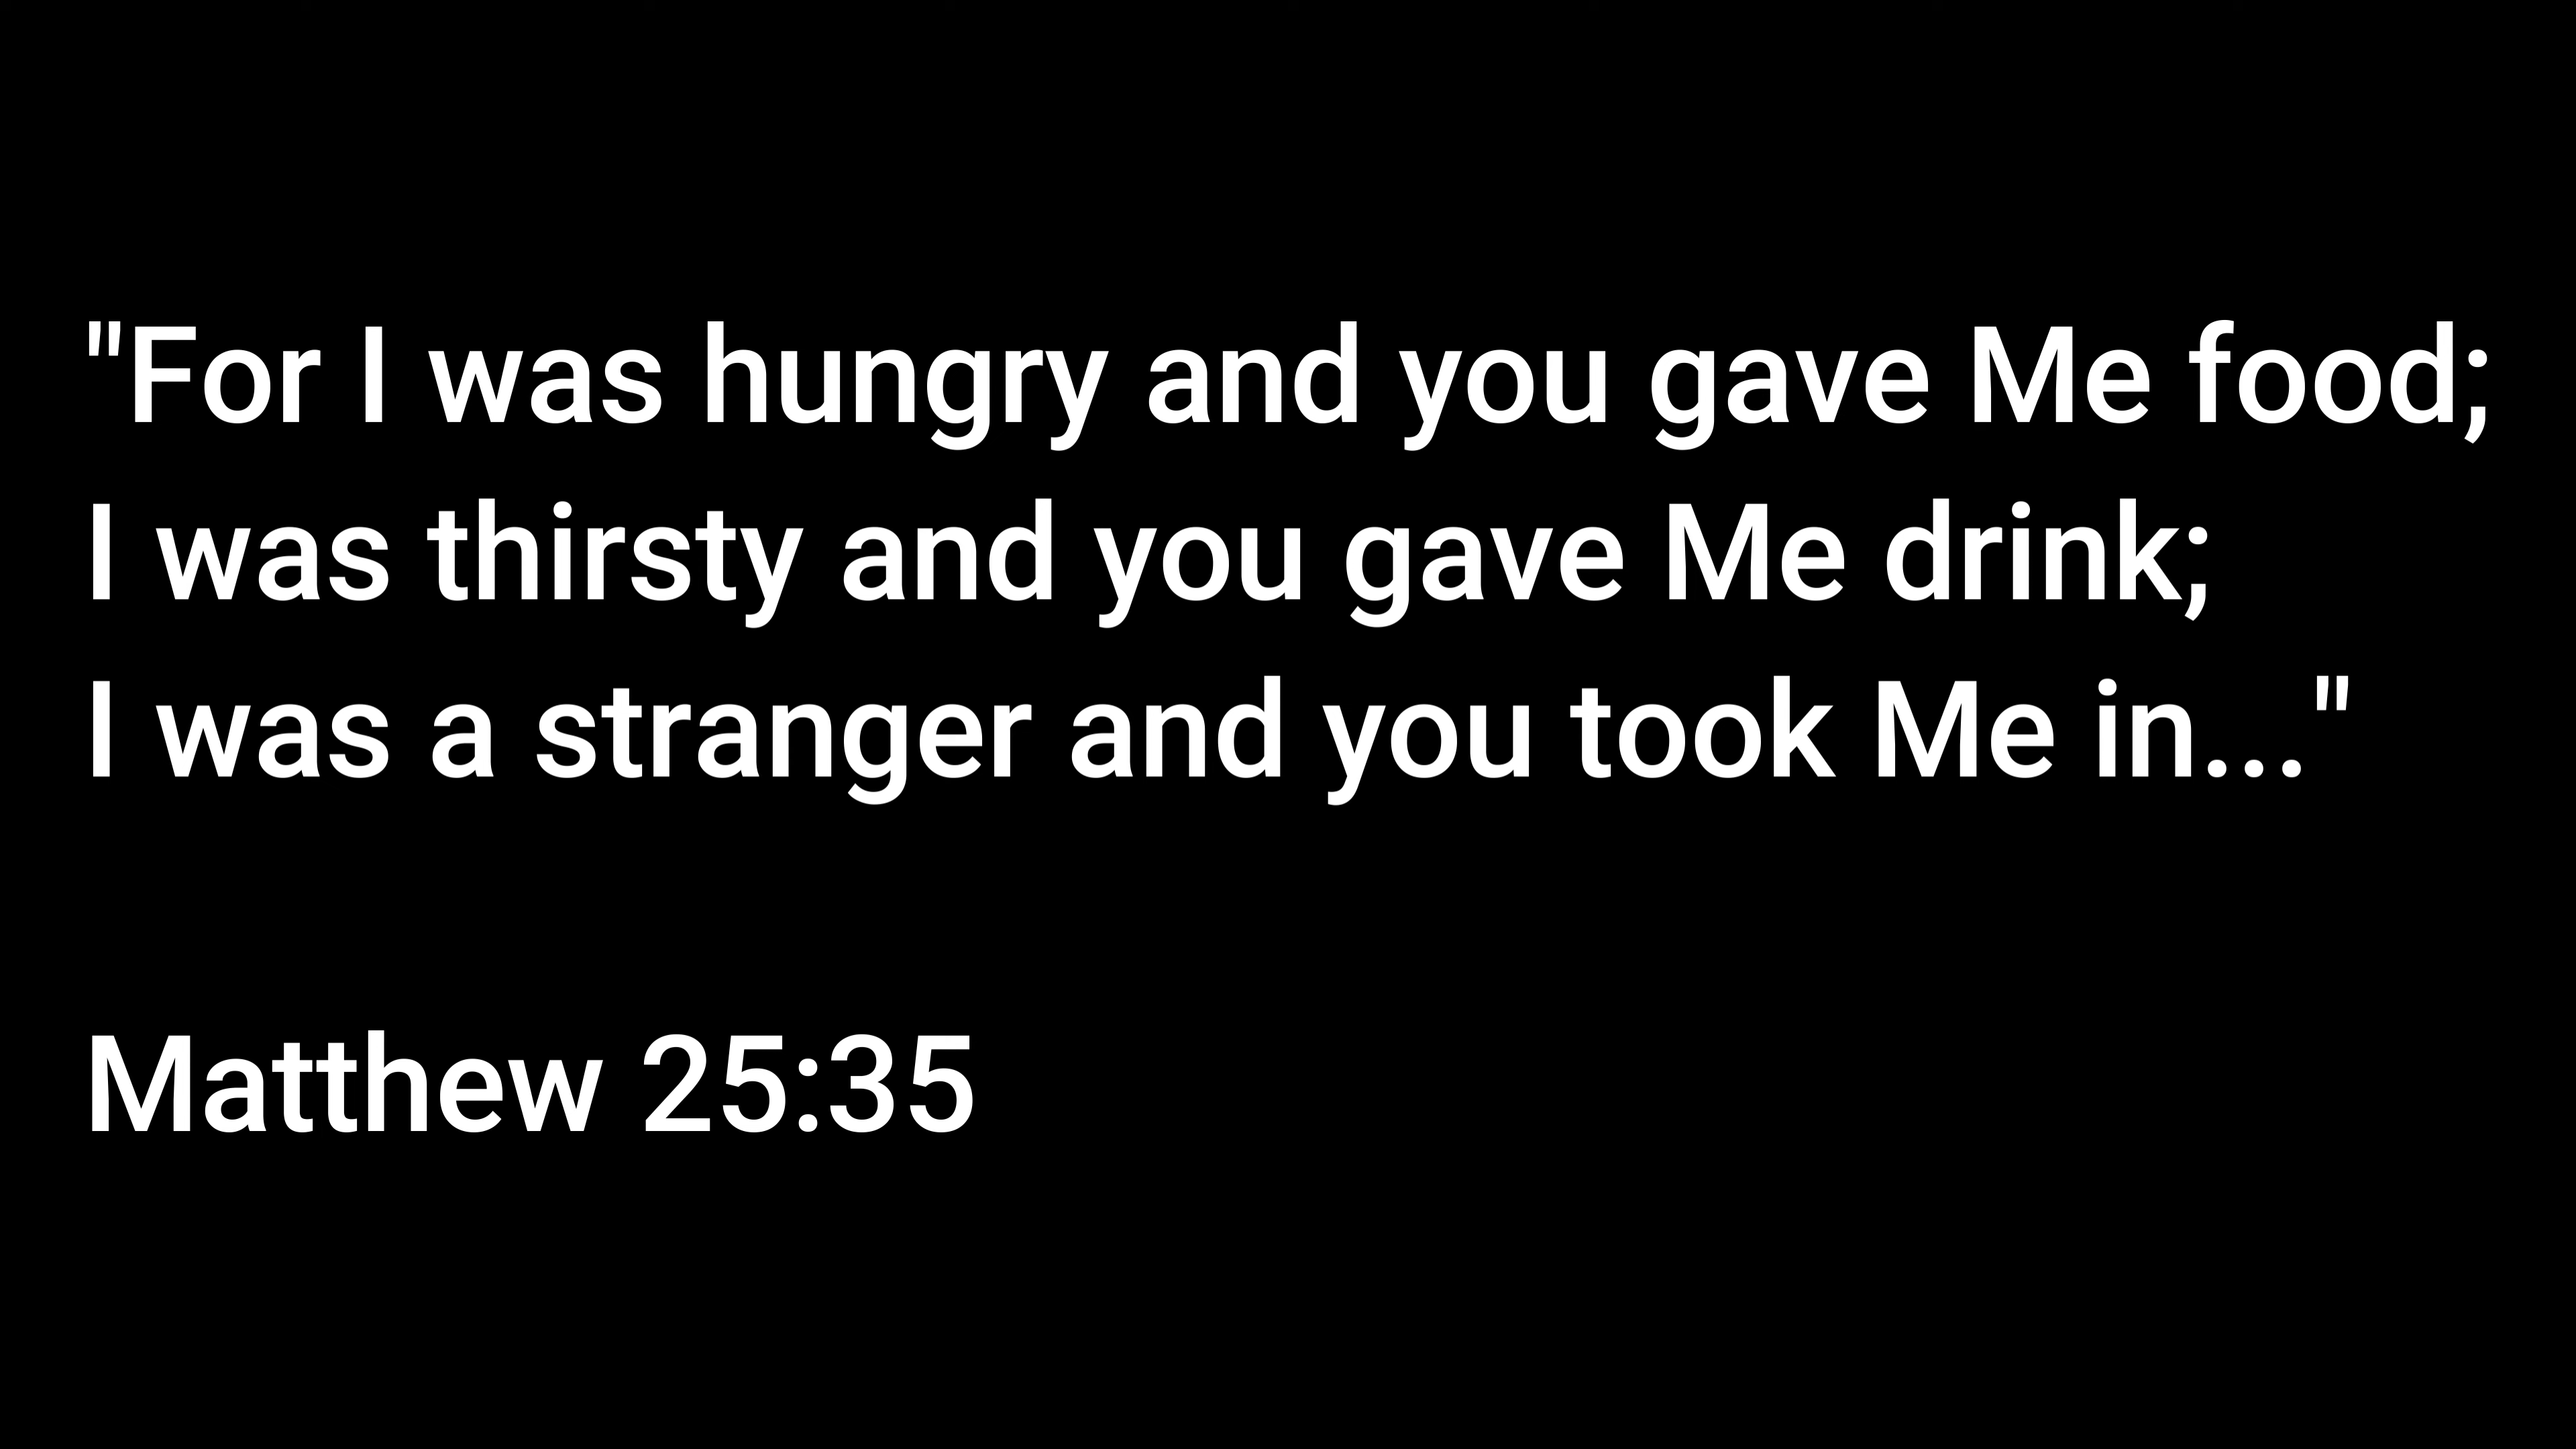 "For I was hungry and you gave Me food;
I was thirsty and you gave Me drink;
I was a stranger and you took Me in..."
Matthew 25:35